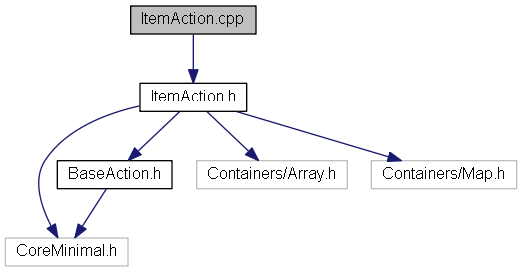 ItemAction.cpp
ItemAction.h
BaseAction.h
Containers/Array.h
Containers/Map.h
CoreMinimal.h